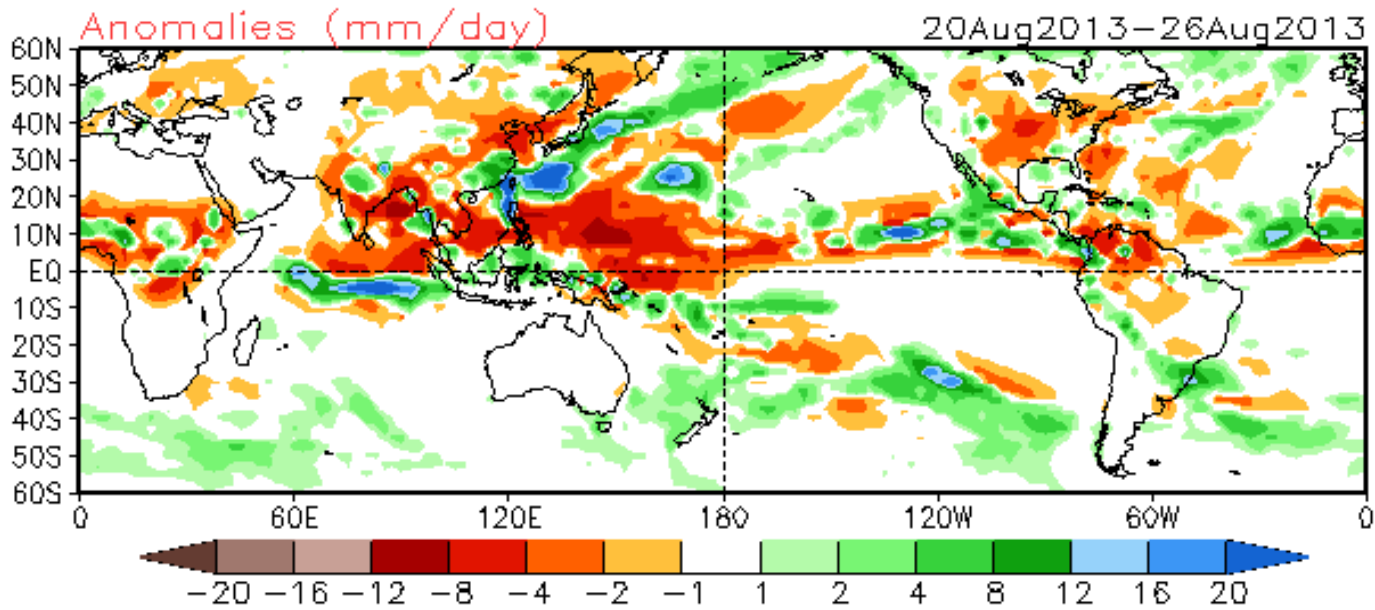 Anomalies (mm/day) 20Aug2013-26Aug2013
60N
50N
40N
30N
20N
10N
EQ
10S
20S
30S
40S
50S
60S
0 60E 120E 180 120W 60W 0
-20 -16 -12 -8 -4 -2 -1 1 2 4 8 12 16 20